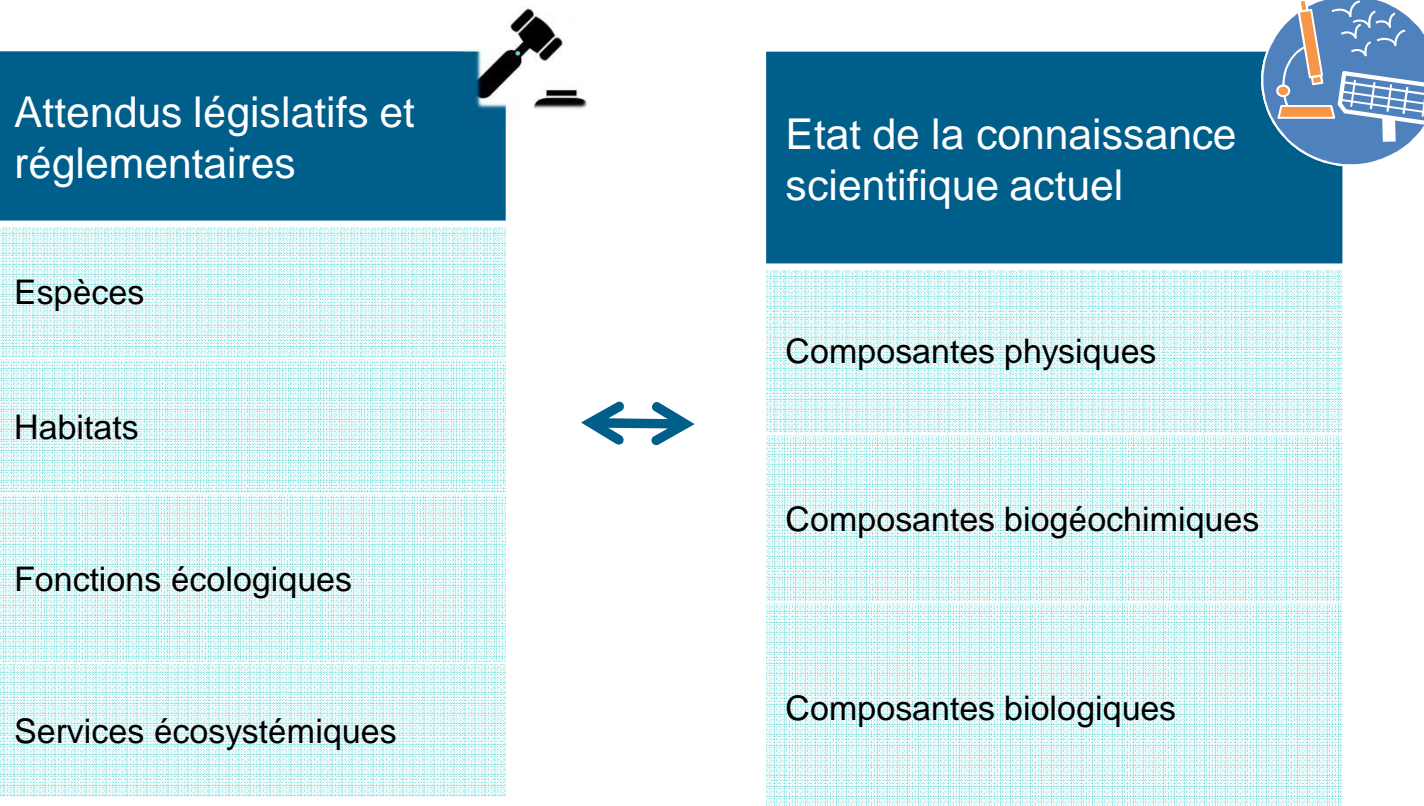 Attendus législatifs et
réglementaires
Espèces
Habitats
Fonctions écologiques
Services écosystémiques
Etat de la connaissance
scientifique actuel
Composantes physiques
Composantes biogéochimiques
Composantes biologiques